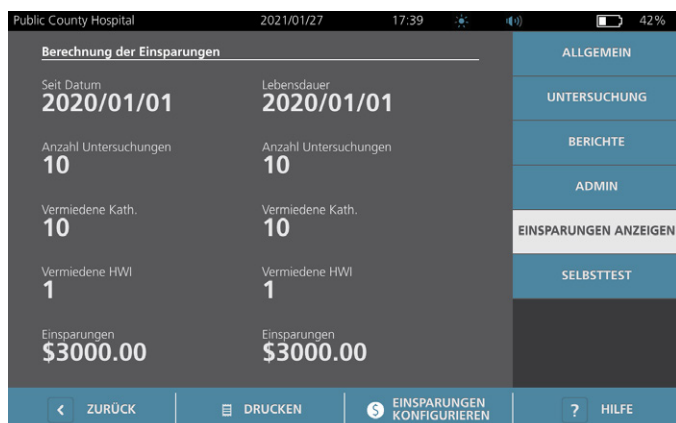 Public County Hospital 2021/01/27 17:39 42%
Berechnung der Einsparungen
Seit Datum Lebensdauer
2020/01/01 2020/01/01
Anzahl Untersuchungen Anzahl Untersuchungen
10 10
Vermiedene Kath. Vermiedene Kath.
10 10
Vermiedene HWI Vermiedene HWI
1 1
Einsparungen Einsparungen
$3000.00 $3000.00
ALLGEMEIN
UNTERSUCHUNG
BERICHTE
ADMIN
EINSPARUNGEN ANZEIGEN
SELBSTTEST
< ZURÜCK DRUCKEN $ EINSPARUNGEN KONFIGURIEREN ? HILFE